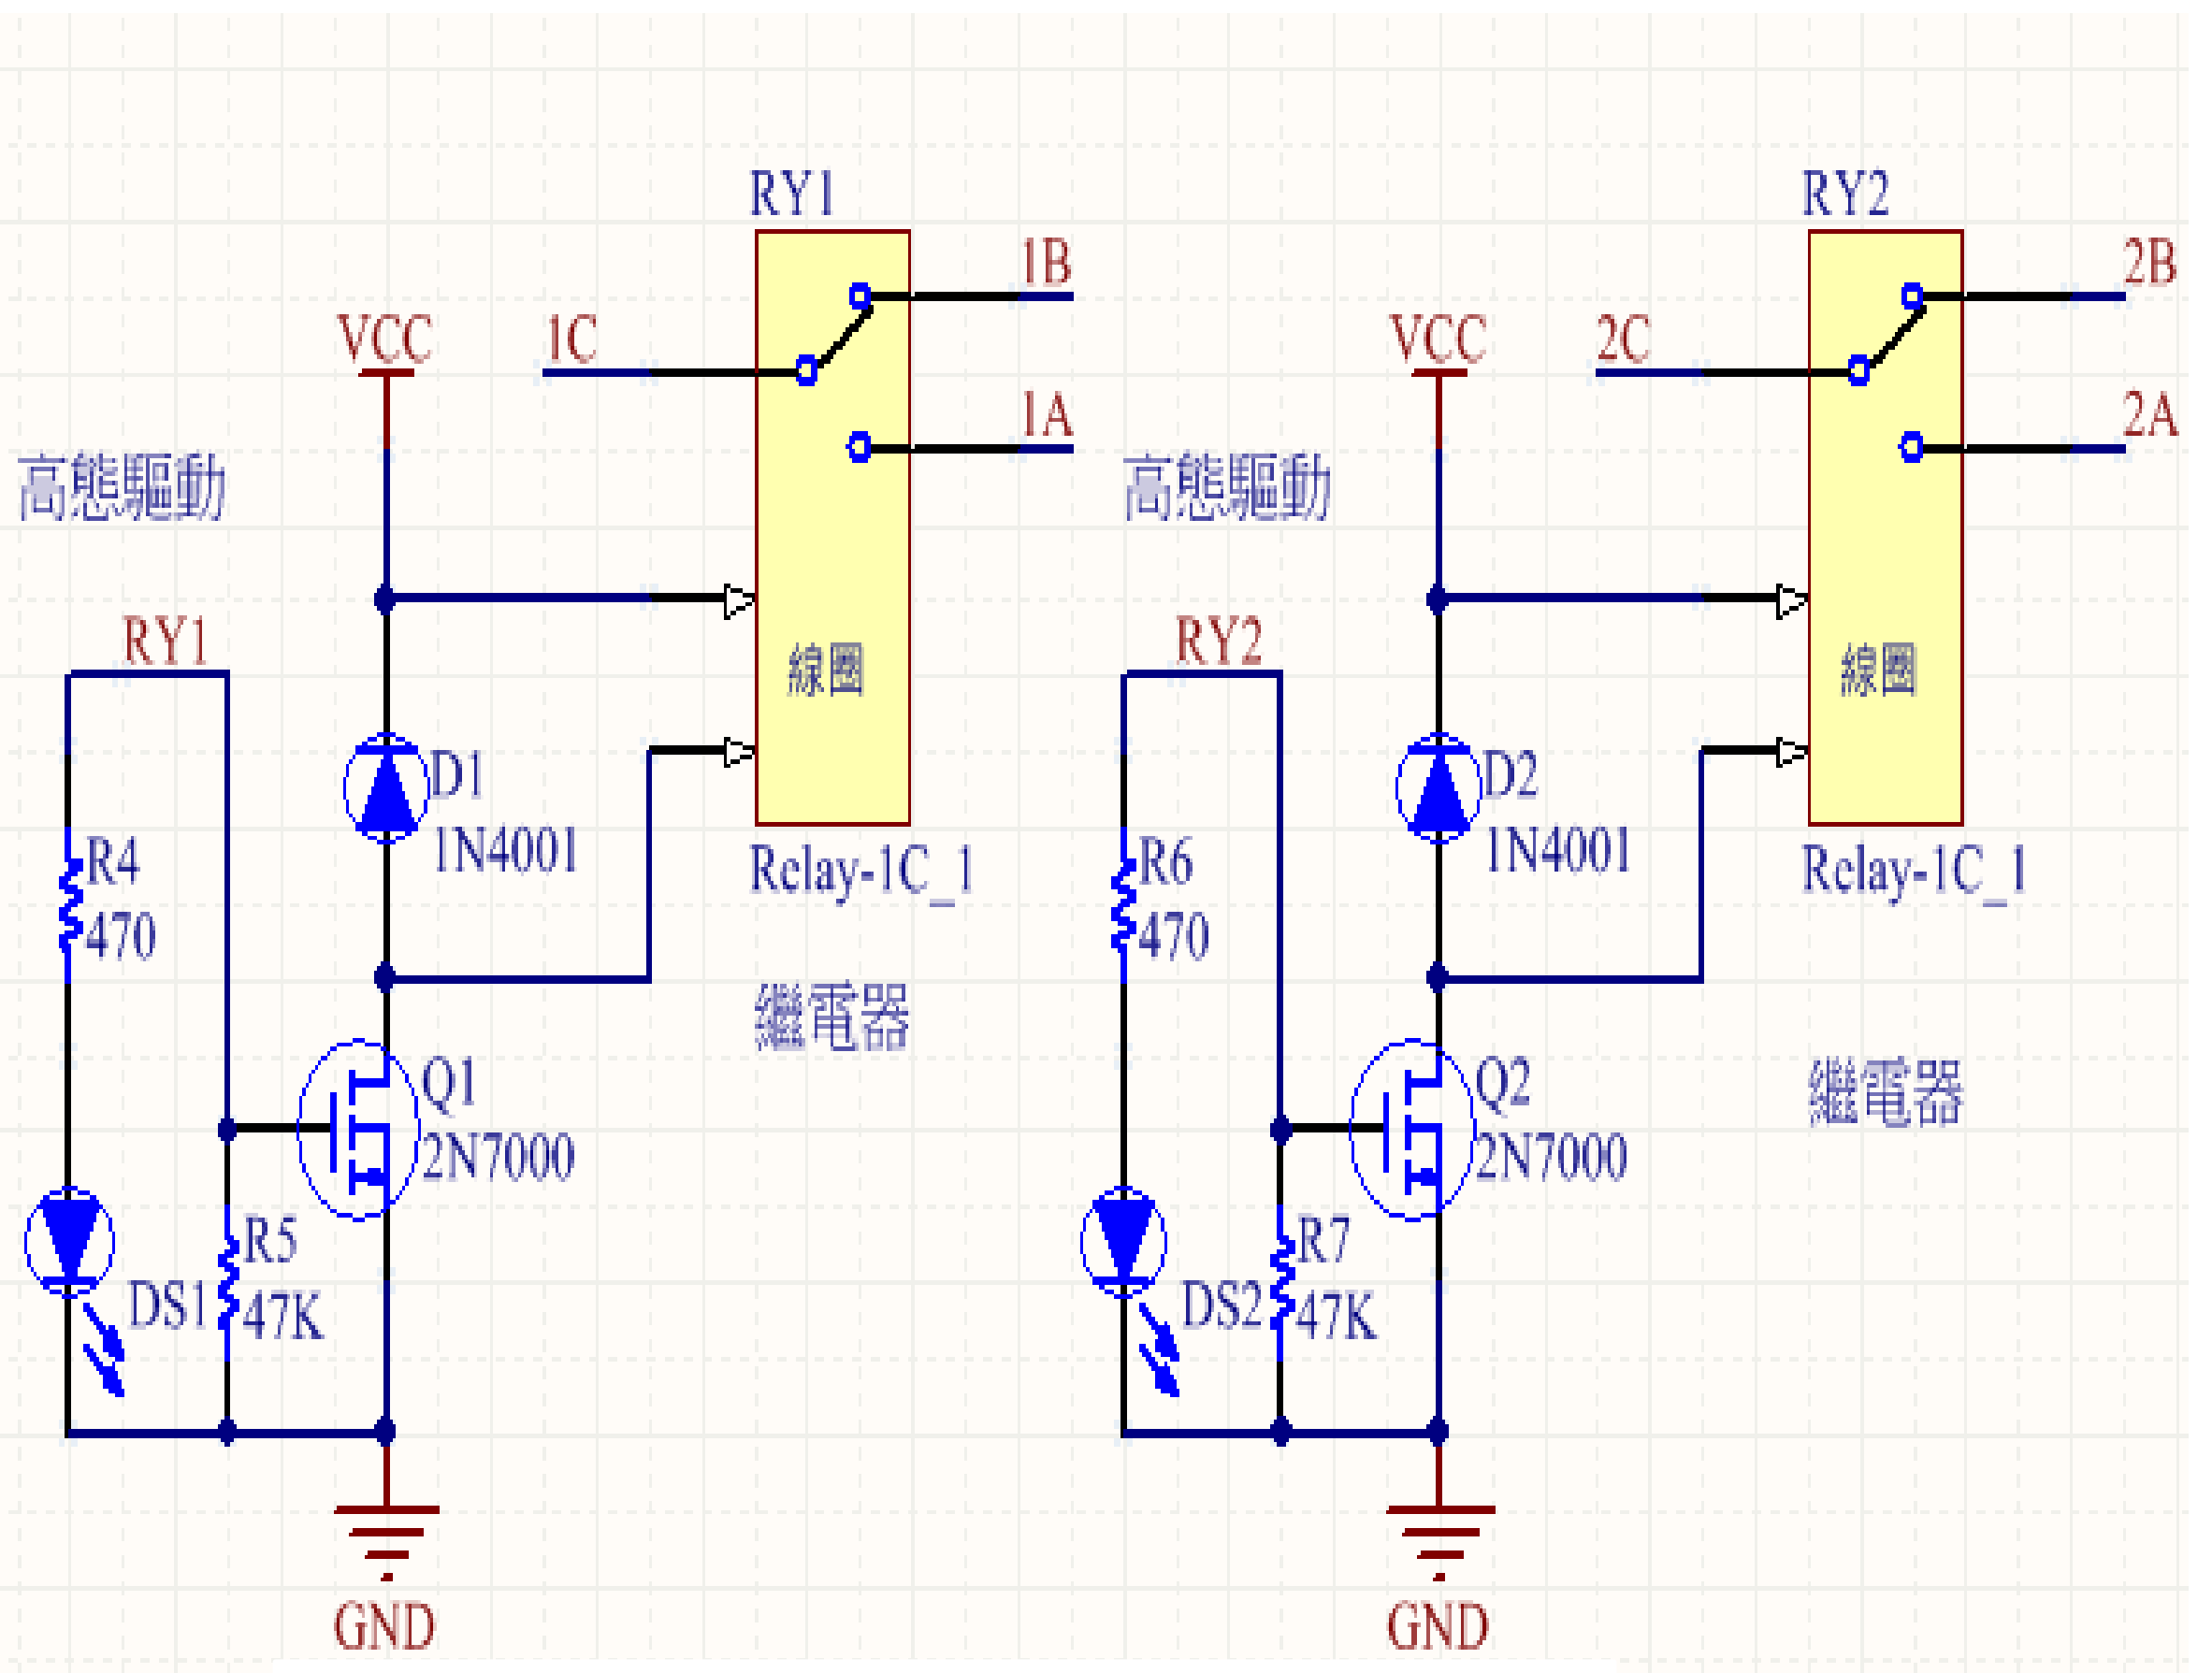 RY1
1B
VCC
1C
1A
高態驅動
RY1
線圈
D1
1N4001
R4
470
Relay-1C_1
繼電器
Q1
2N7000
R5
47K
DS1
GND
RY2
2B
VCC
2C
2A
高態驅動
RY2
線圈
D2
1N4001
R6
470
Relay-1C_1
繼電器
Q2
2N7000
R7
47K
DS2
GND